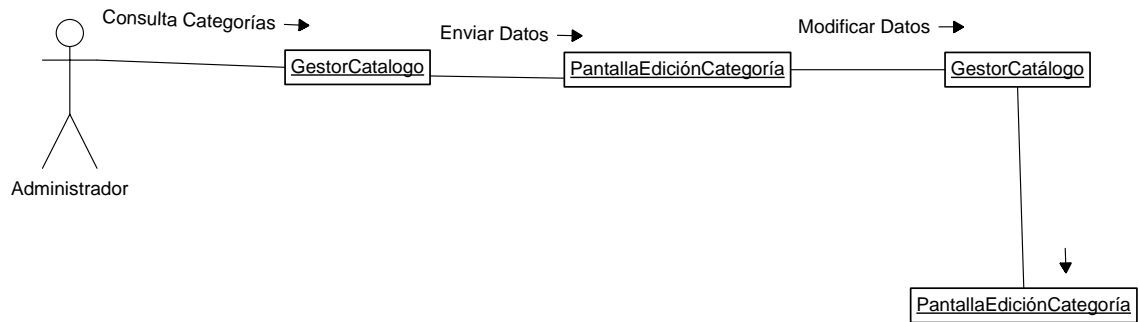 Consulta Categorías
Enviar Datos
Modificar Datos
GestorCatalogo
PantallaEdiciónCategoría
GestorCatálogo
Administrador
PantallaEdiciónCategoría